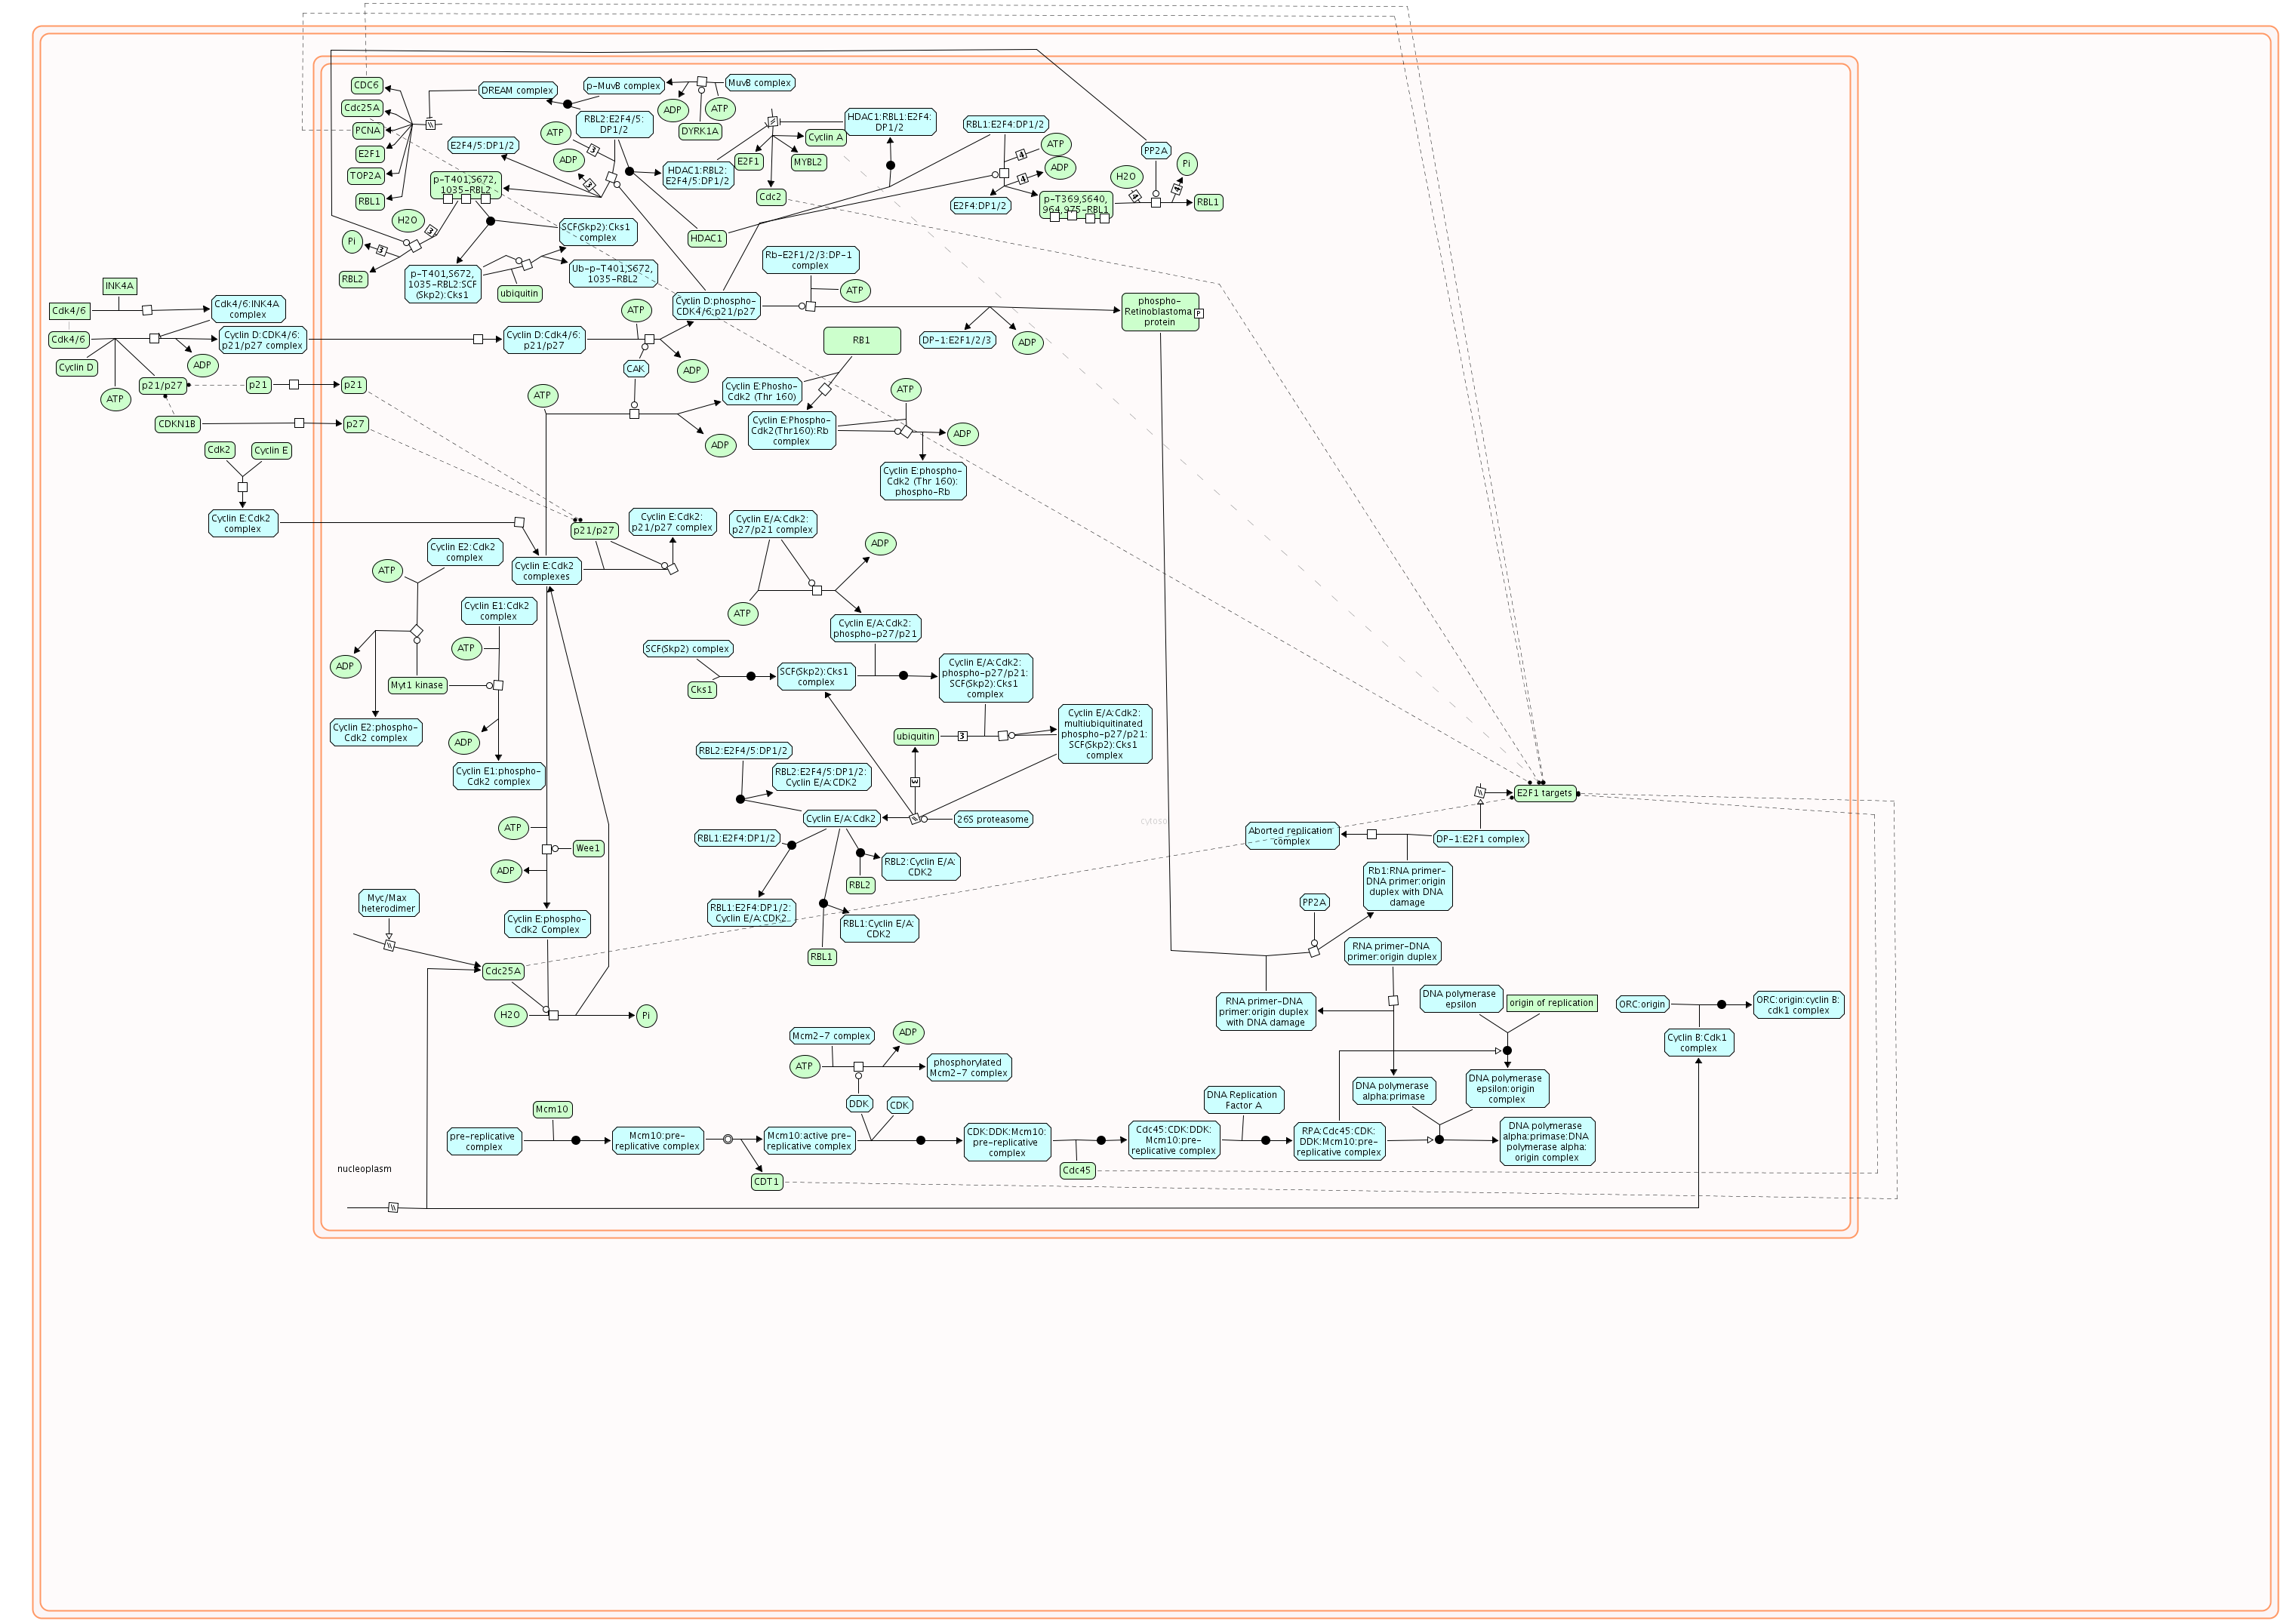 CDC6
Cdc25A
PCNA
E2F1
TOP2A
RBL1
DREAM complex
p-MuvB complex
MuvB complex
ADP
ATP
DYRK1A
RBL2:E2F4/5:
DP1/2
ATP
ADP
3
3
E2F4/5:DP1/2
p-T401,S672,
1035-RBL2
HDAC1:RBL2:
E2F4/5:DP1/2
E2F1
Cyclin A
MYBL2
Cdc2
HDAC1:RBL1:E2F4:
DP1/2
RBL1:E2F4:DP1/2
ATP
ADP
4
4
E2F4:DP1/2
p-T369,S640,
964,975-RBL1
PP2A
H2O
Pi
4
4
RBL1
H2O
3
3
Pi
RBL2
SCF(Skp2):Cks1
complex
p-T401,S672,
1035-RBL2:SCF
(Skp2):Cks1
Ub-p-T401,S672,
1035-RBL2
ubiquitin
HDAC1
Rb-E2F1/2/3:DP-1
complex
ATP
Cyclin D:phospho-
CDK4/6:p21/p27
phospho-
Retinoblastoma
protein
P
DP-1:E2F1/2/3
ADP
INK4A
Cdk4/6
Cdk4/6:INK4A
complex
Cdk4/6
Cyclin D
ATP
p21/p27
ADP
Cyclin D:CDK4/6:
p21/p27 complex
Cyclin D:Cdk4/6:
p21/p27
ATP
ADP
CAK
RB1
p21
p21
CDKN1B
p27
ATP
ADP
Cyclin E:Phosho-
Cdk2 (Thr 160)
Cyclin E:Phospho-
Cdk2(Thr160):Rb
complex
ATP
ADP
Cyclin E:phospho-
Cdk2 (Thr 160):
phospho-Rb
Cdk2
Cyclin E
Cyclin E:Cdk2
complex
p21/p27
Cyclin E:Cdk2:
p21/p27 complex
Cyclin E/A:Cdk2:
p27/p21 complex
ADP
ATP
Cyclin E/A:Cdk2:
phospho-p27/p21
Cyclin E2:Cdk2
complex
ATP
Cyclin E:Cdk2
complexes
Cyclin E1:Cdk2
complex
ATP
ADP
Myt1 kinase
Cyclin E2:phospho-
Cdk2 complex
ADP
Cyclin E1:phospho-
Cdk2 complex
SCF(Skp2) complex
Cks1
SCF(Skp2):Cks1
complex
Cyclin E/A:Cdk2:
phospho-p27/p21:
SCF(Skp2):Cks1
complex
ubiquitin
3
3
Cyclin E/A:Cdk2:
multiubiquitinated
phospho-p27/p21:
SCF(Skp2):Cks1
complex
RBL2:E2F4/5:DP1/2
RBL2:E2F4/5:DP1/2:
Cyclin E/A:CDK2
Cyclin E/A:Cdk2
26S proteasome
RBL1:E2F4:DP1/2
RBL2:Cyclin E/A:
CDK2
RBL2
RBL1:E2F4:DP1/2:
Cyclin E/A:CDK2
RBL1:Cyclin E/A:
CDK2
RBL1
ATP
Wee1
ADP
Cyclin E:phospho-
Cdk2 Complex
Myc/Max
heterodimer
Cdc25A
H2O
Pi
cytoso
E2F1 targets
Aborted replication
complex
DP-1:E2F1 complex
Rb1:RNA primer-
DNA primer:origin
duplex with DNA
damage
PP2A
RNA primer-DNA
primer:origin duplex
RNA primer-DNA
primer:origin duplex
with DNA damage
DNA polymerase
epsilon
origin of replication
ORC:origin
ORC:origin:cyclin B:
cdk1 complex
Cyclin B:Cdk1
complex
Mcm2-7 complex
ADP
ATP
phosphorylated
Mcm2-7 complex
DDK
CDK
DNA polymerase
alpha:primase
DNA polymerase
epsilon:origin
complex
DNA Replication
Factor A
Mcm10
pre-replicative
complex
Mcm10:pre-
replicative complex
Mcm10:active pre-
replicative complex
CDK:DDK:Mcm10:
pre-replicative
complex
Cdc45:CDK:DDK:
Mcm10:pre-
replicative complex
RPA:Cdc45:CDK:
DDK:Mcm10:pre-
replicative complex
DNA polymerase
alpha:primase:DNA
polymerase alpha:
origin complex
Cdc45
CDT1
nucleoplasm